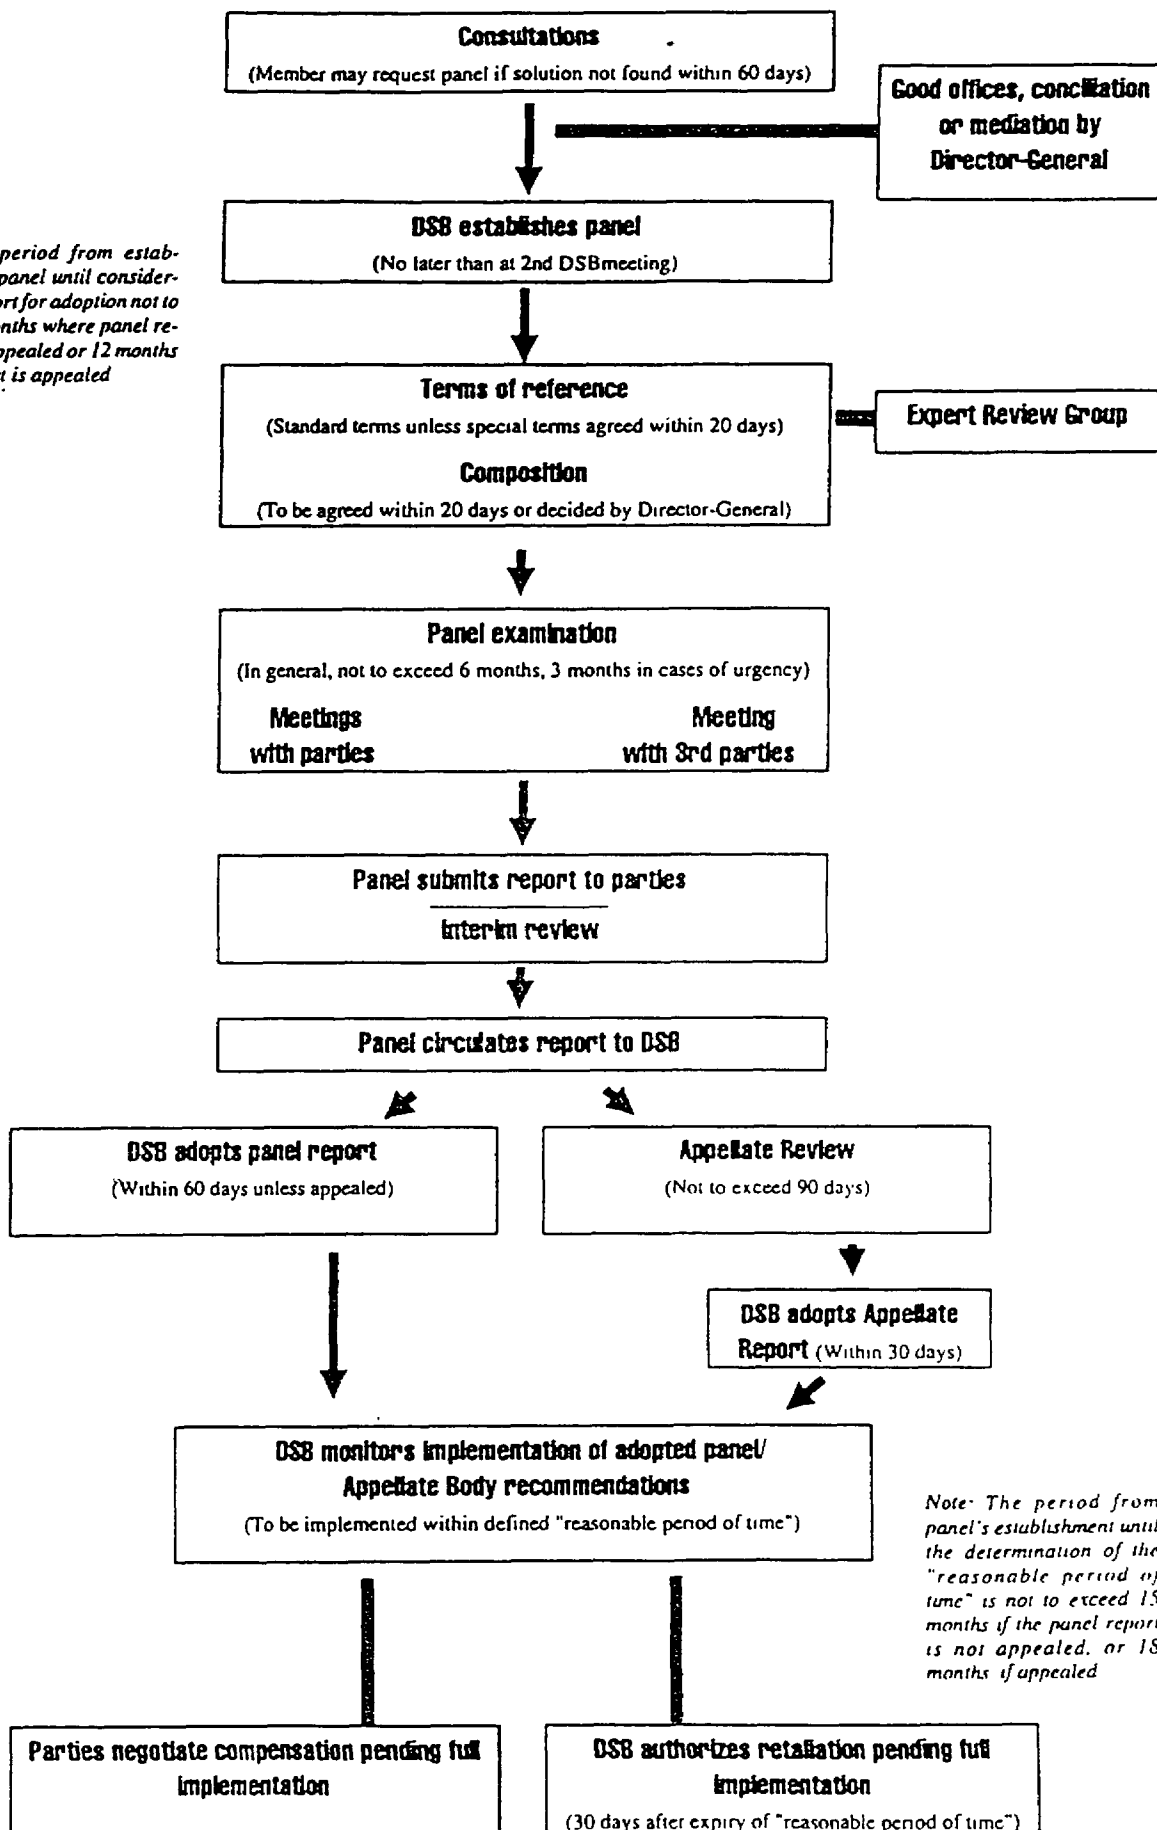 Consultations
(Member may request panel if solution not found within 60 days)
Good offices, conciliation
or mediation by
Director-General
DSB establishes panel
(No later than at 2nd DSB meeting)
period from estab-
panel until consider-
for adoption not to
where panel re-
or 12 months
is appealed
Terms of reference
(Standard terms unless special terms agreed within 20 days)
Composition
(To be agreed within 20 days or decided by Director-General)
Expert Review Group
Panel examination
(In general, not to exceed 6 months, 3 months in cases of urgency)
Meetings
with parties
Meeting
with 3rd parties
Panel submits report to parties
Interim review
Panel circulates report to DSB
DSB adopts panel report
(Within 60 days unless appealed)
Appellate Review
(Not to exceed 90 days)
DSB adopts Appellate
Report (Within 30 days)
DSB monitors implementation of adopted panel/
Appellate Body recommendations
(To be implemented within defined "reasonable period of time")
Note: The period from
panel's establishment until
the determination of the
"reasonable period of
time" is not to exceed 15
months if the panel report
is not appealed, or 18
months if appealed
Parties negotiate compensation pending full
implementation
DSB authorizes retaliation pending full
implementation
(30 days after expiry of "reasonable period of time")